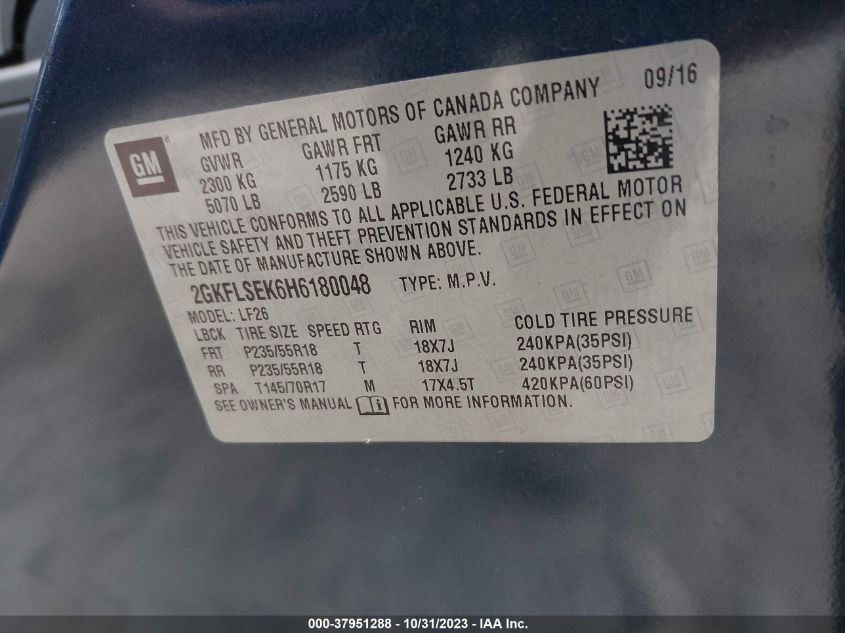 09/16
GM
MFD BY GENERAL MOTORS OF CANADA COMPANY
GVWR GAWR FRT GAWR RR
2300 KG 1175 KG 1240 KG
5070 LB 2590 LB 2733 LB
THIS VEHICLE CONFORMS TO ALL APPLICABLE U.S. FEDERAL MOTOR
VEHICLE SAFETY AND THEFT PREVENTION STANDARDS IN EFFECT ON
THE DATE OF MANUFACTURE SHOWN ABOVE.
2GKFLSEK6H6180048 TYPE: M.P.V.
MODEL: LF26
LBCK TIRE SIZE SPEED RTG RIM COLD TIRE PRESSURE
FRT P235/55R18 T 18X7J 240KPA(35PSI)
RR P235/55R18 T 18X7J 240KPA(35PSI)
SPA T145/70R17 M 17X4.5T 420KPA(60PSI)
SEE OWNER'S MANUAL FOR MORE INFORMATION.
000-37951288 - 10/31/2023 - IAA Inc.